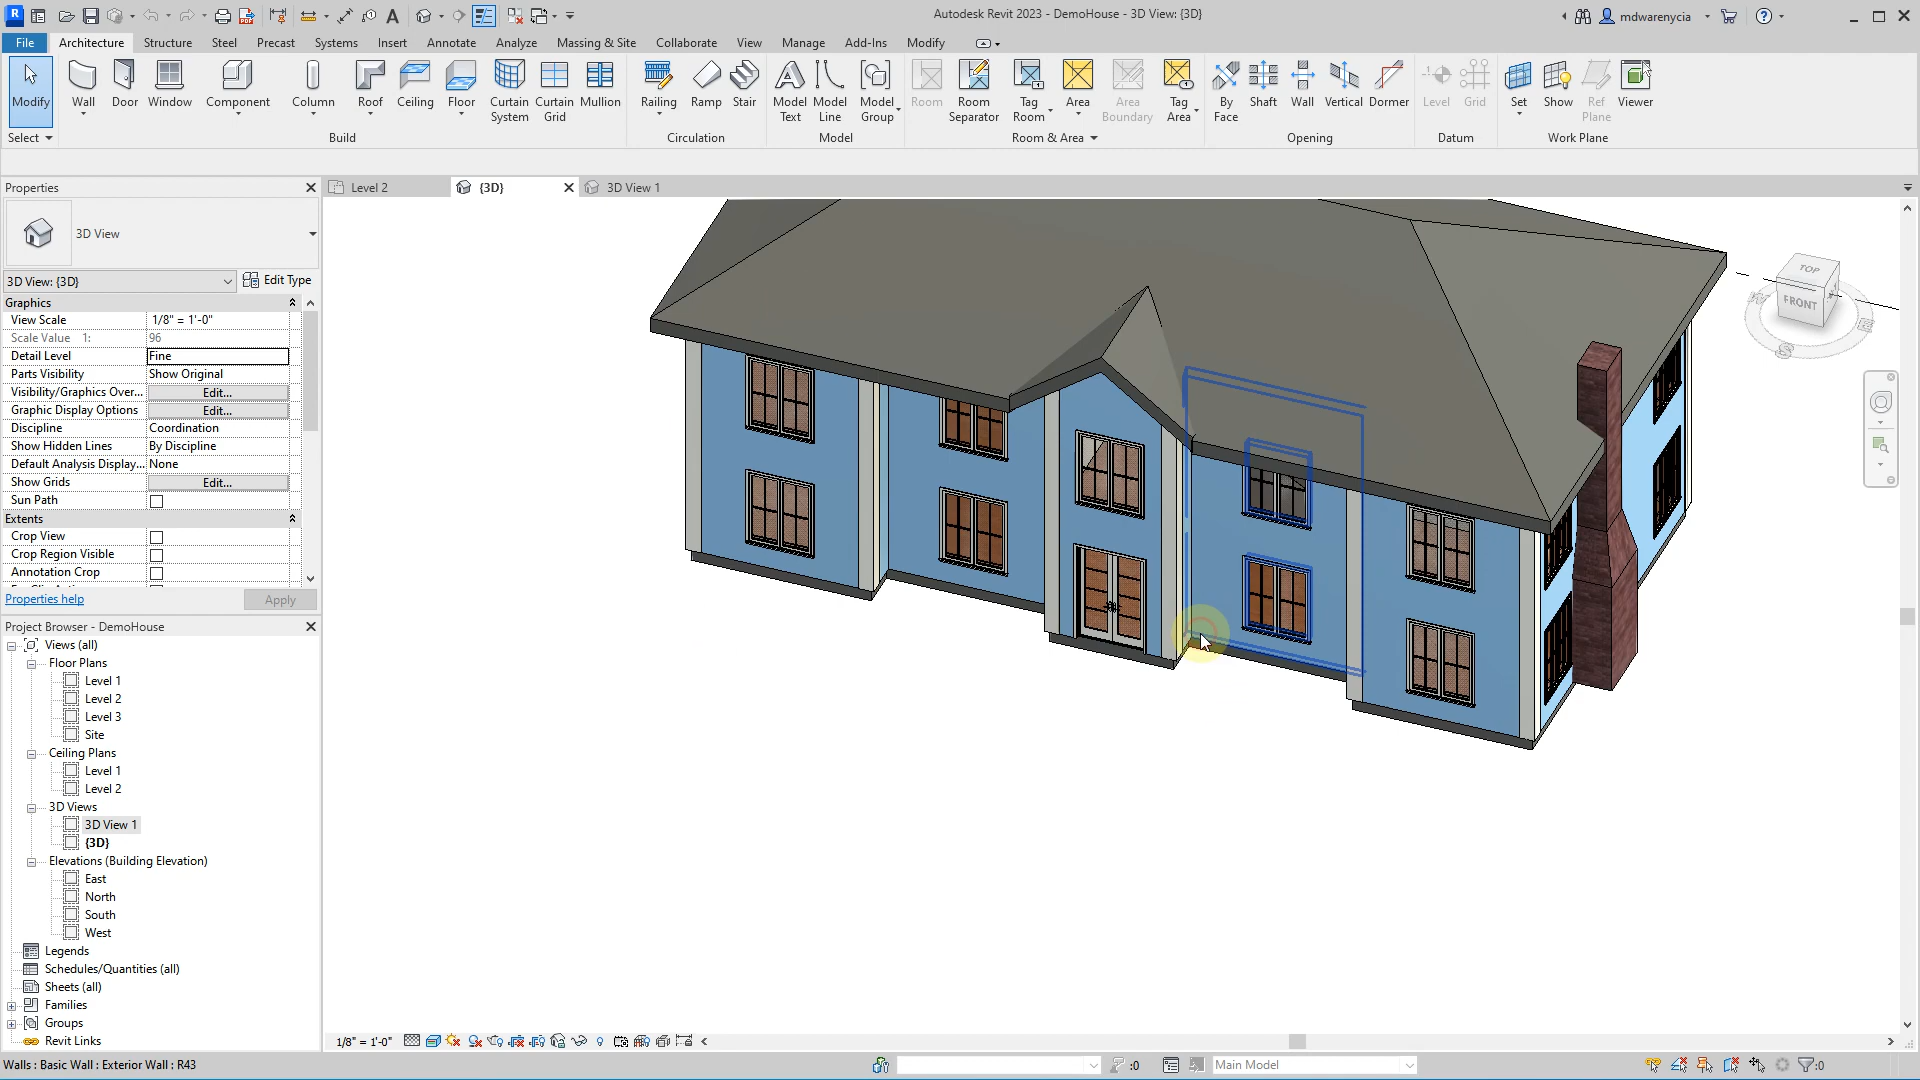 Autodesk Revit 2023 - DemoHouse - 3D View: {3D}
mdwarenycia
File Architecture Structure Steel Precast Systems Insert Annotate Analyze Massing & Site Collaborate View Manage Add-Ins Modify
Modify Wall Door Window Component Column Roof Ceiling Floor Curtain System Curtain Grid Mullion Railing Ramp Stair Model Text Model Line Model Group Room Room Separator Tag Room Area Area Boundary Tag Area By Face Shaft Wall Vertical Dormer Level Grid Set Show Ref Plane Viewer
Select Build Circulation Model Room & Area Opening Datum Work Plane
Properties
Level 2 {3D} 3D View 1
3D View
3D View: {3D} Edit Type
Graphics
View Scale 1/8" = 1'-0"
Scale Value 1: 96
Detail Level Fine
Parts Visibility Show Original
Visibility/Graphics Over... Edit...
Graphic Display Options Edit...
Discipline Coordination
Show Hidden Lines By Discipline
Default Analysis Display... None
Show Grids Edit...
Sun Path
Extents
Crop View
Crop Region Visible
Annotation Crop
Properties help Apply
Project Browser - DemoHouse
Views (all)
Floor Plans
Level 1
Level 2
Level 3
Site
Ceiling Plans
Level 1
Level 2
3D Views
3D View 1
{3D}
Elevations (Building Elevation)
East
North
South
West
Legends
Schedules/Quantities (all)
Sheets (all)
Families
Groups
Revit Links
TOP
FRONT
S
1/8" = 1'-0"
Walls : Basic Wall : Exterior Wall : R43
:0
Main Model
:0